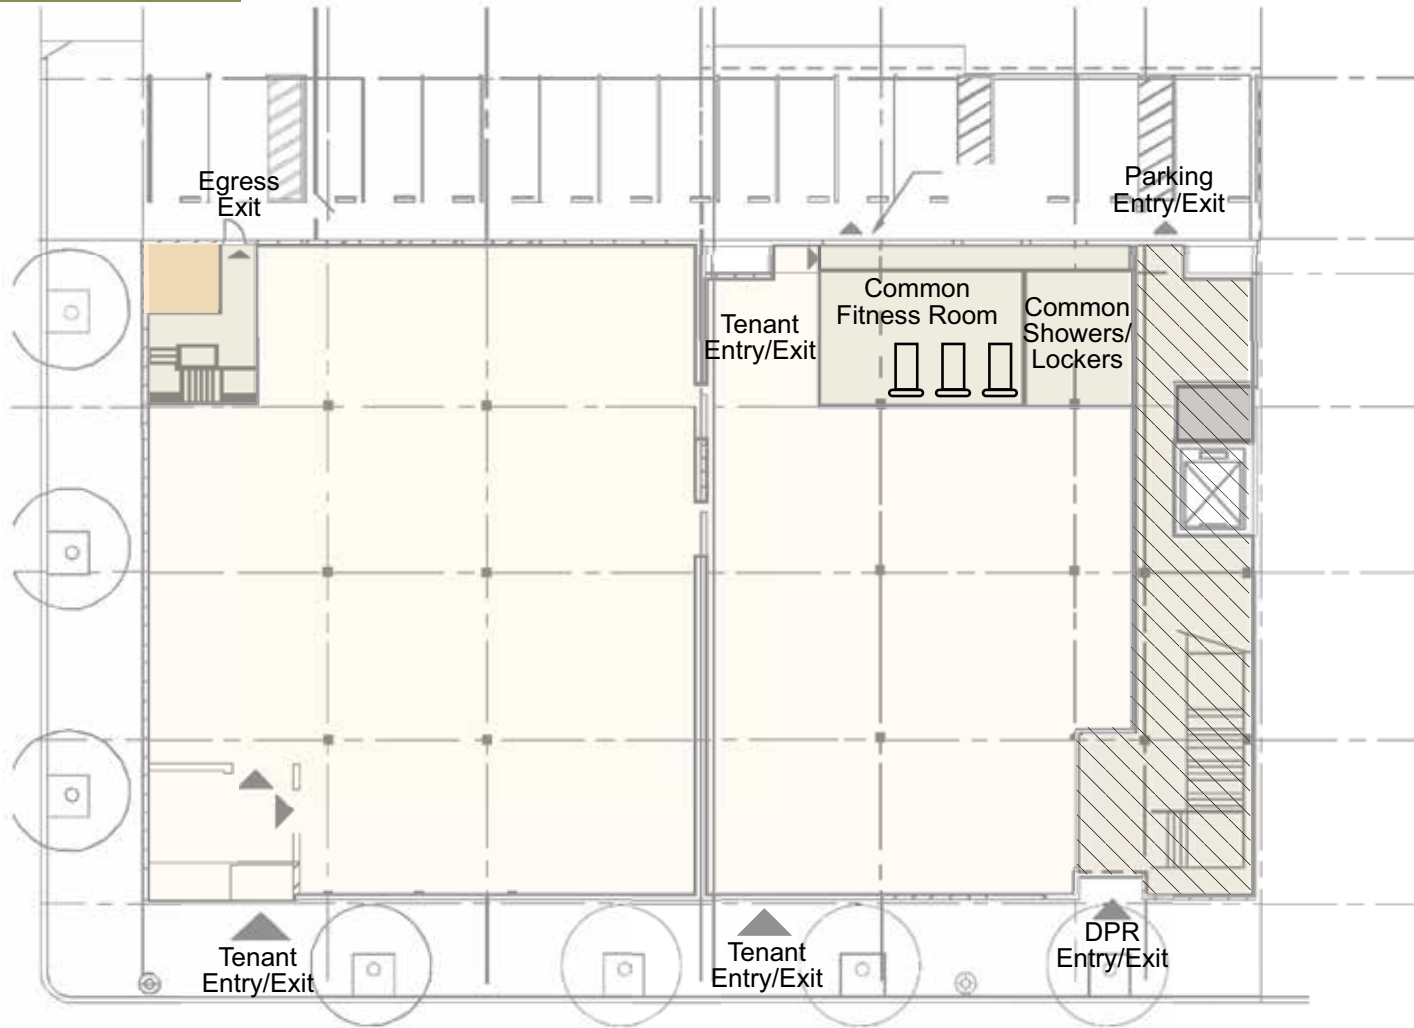 Egress
Exit
Parking
Entry/Exit
Common
Fitness Room
Common
Showers/
Lockers
Tenant
Entry/Exit
Tenant
Entry/Exit
Tenant
Entry/Exit
DPR
Entry/Exit